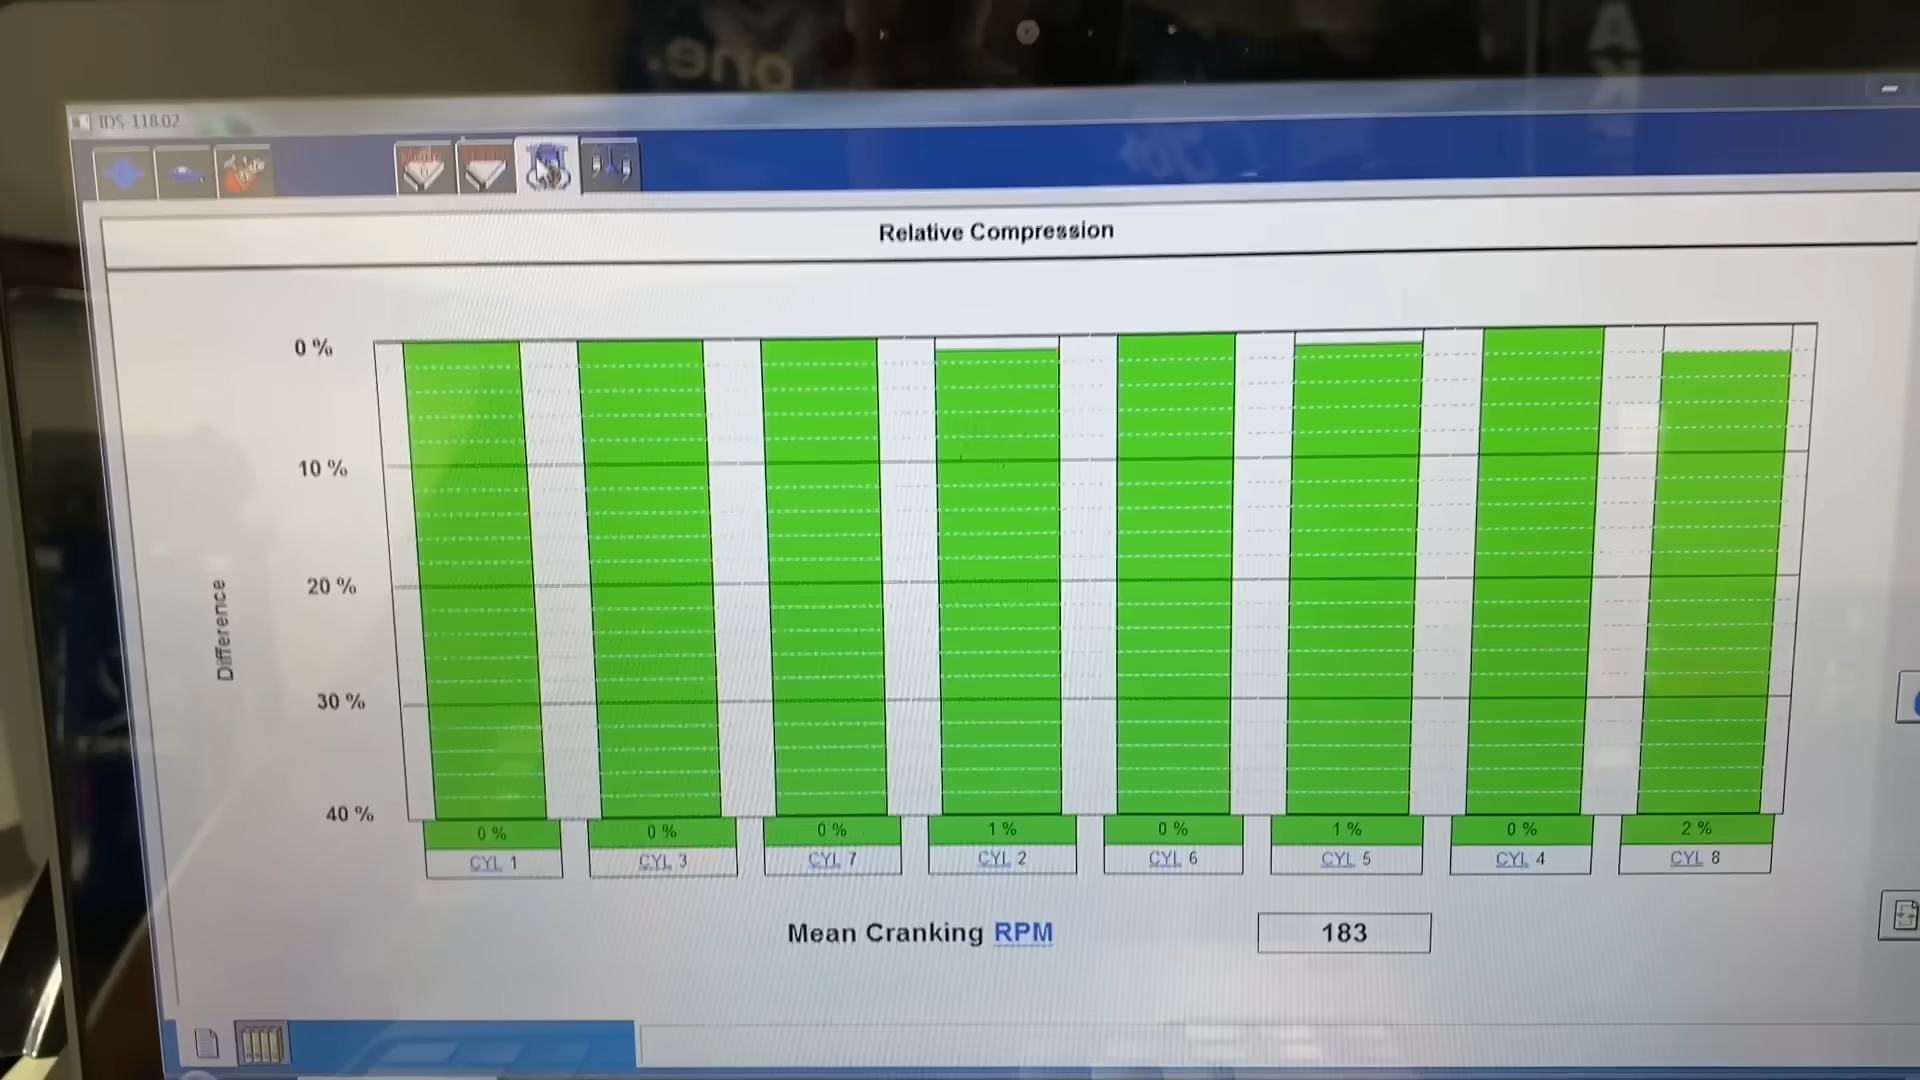 one.
IDS-118.02
Relative Compression
0 %
10 %
20 %
30 %
40 %
Difference
0 % 0 % 0 % 1 % 0 % 1 % 0 % 2 %
CYL 1 CYL 3 CYL 7 CYL 2 CYL 6 CYL 5 CYL 4 CYL 8
Mean Cranking RPM 183